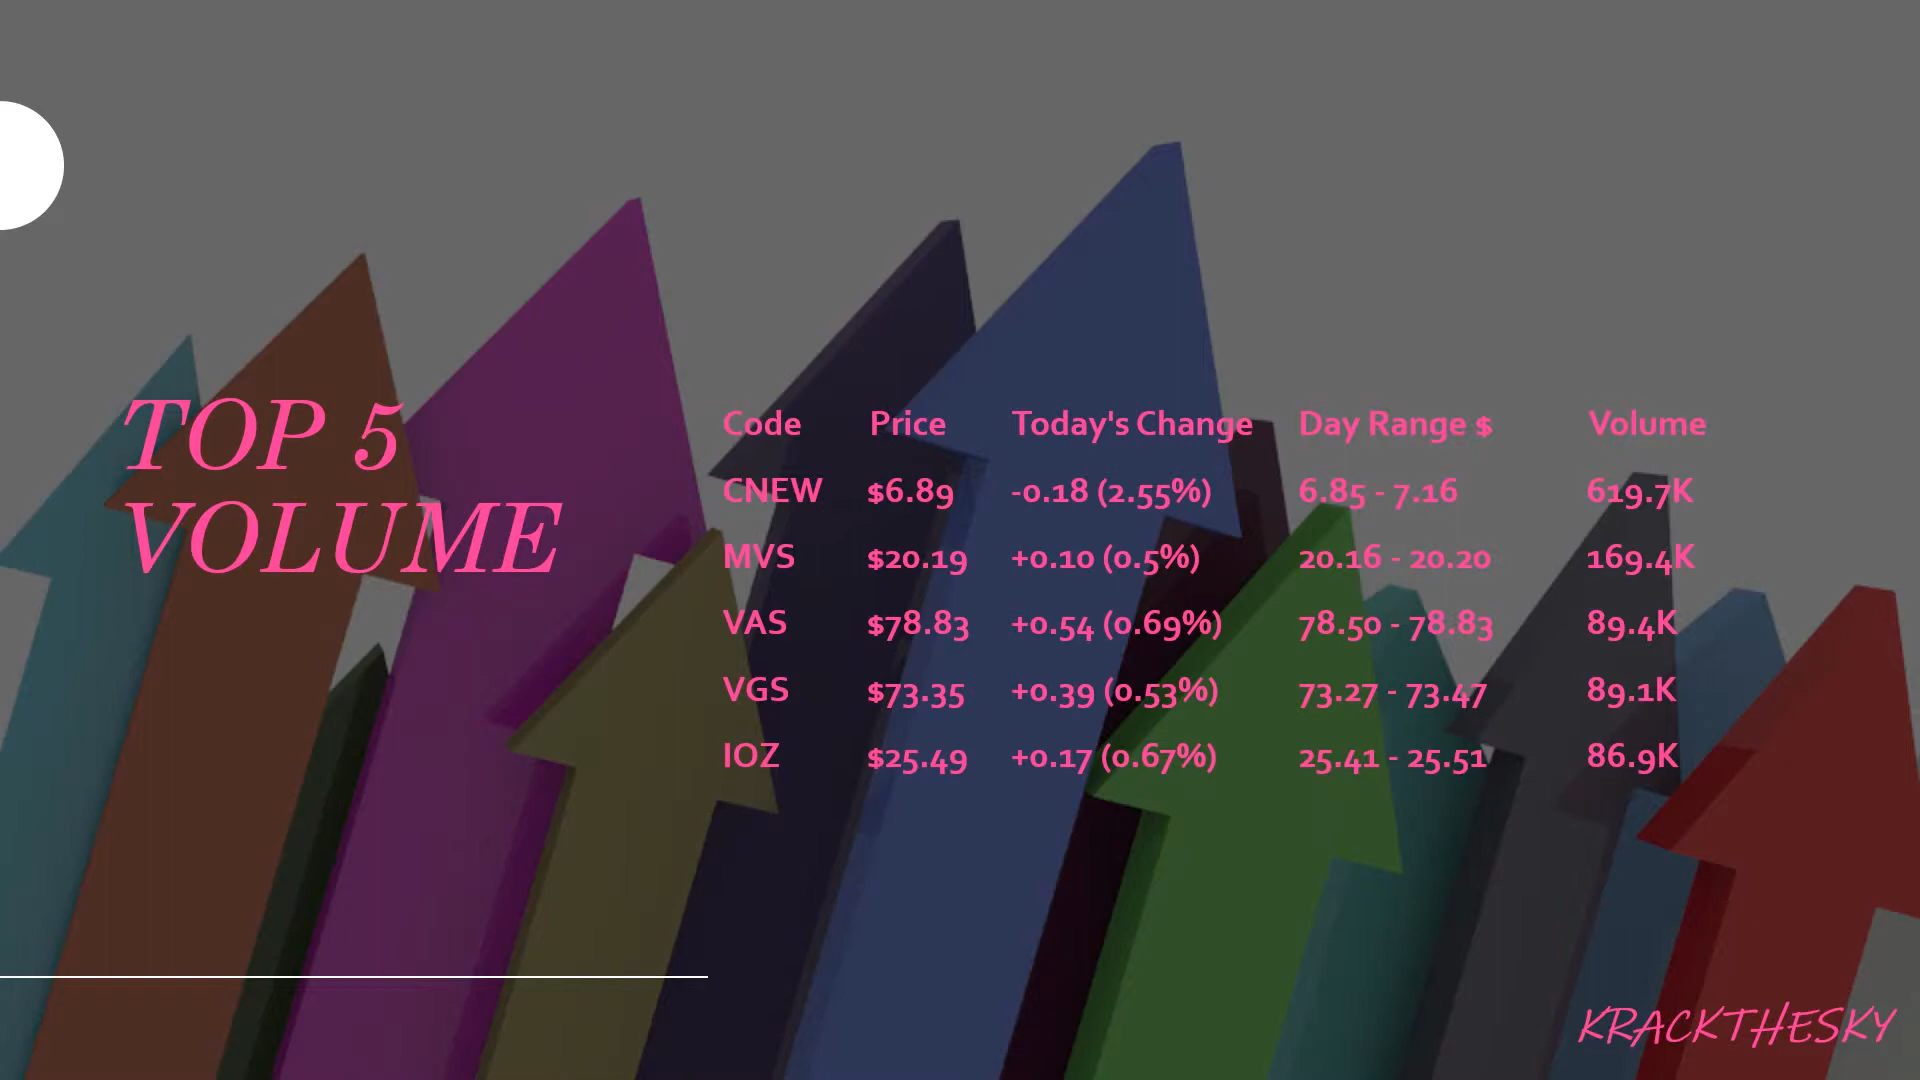 TOP 5
VOLUME
Code Price Today's Change Day Range $ Volume
CNEW $6.89 -0.18 (2.55%) 6.85 - 7.16 619.7K
MVS $20.19 +0.10 (0.5%) 20.16 - 20.20 169.4K
VAS $78.83 +0.54 (0.69%) 78.50 - 78.83 89.4K
VGS $73.35 +0.39 (0.53%) 73.27 - 73.47 89.1K
IOZ $25.49 +0.17 (0.67%) 25.41 - 25.51 86.9K
KRACKTHESKY